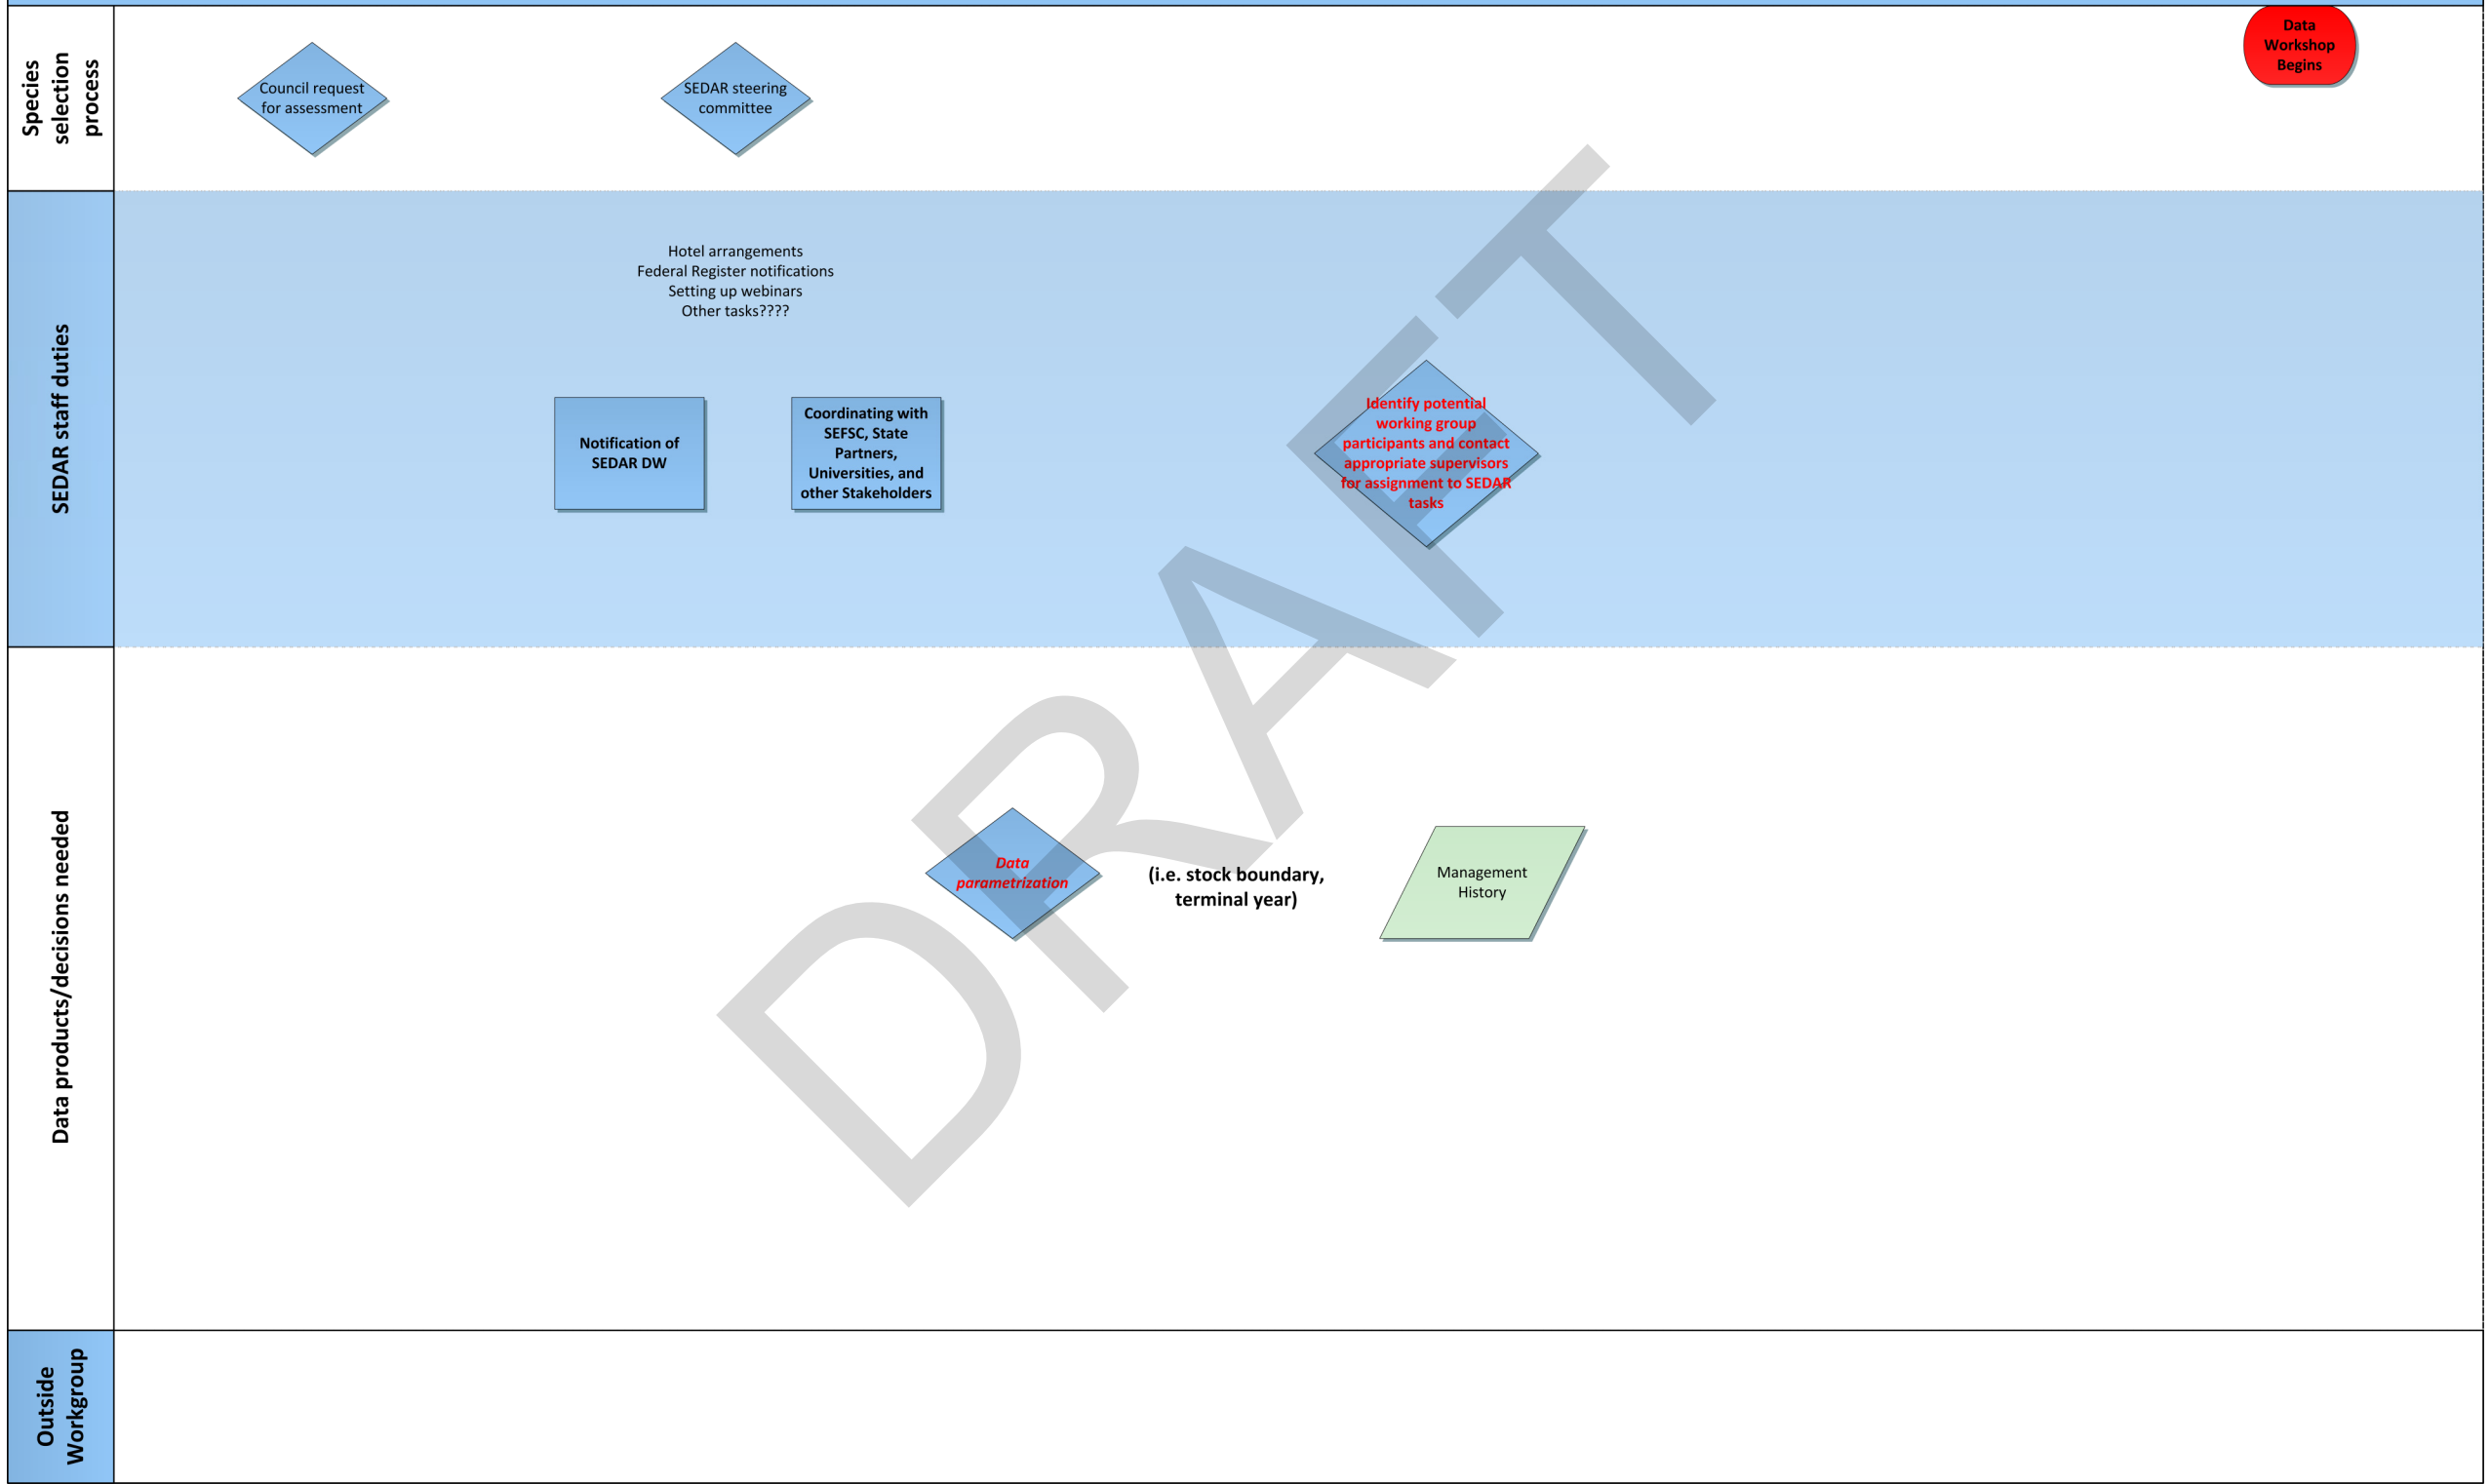 Species
selection
process
Council request
for assessment
SEDAR steering
committee
Data
Workshop
Begins
SEDAR staff duties
Hotel arrangements
Federal Register notifications
Setting up webinars
Other tasks????
Notification of
SEDAR DW
Coordinating with
SEFSC, State
Partners,
Universities, and
other Stakeholders
Identify potential
working group
participants and contact
appropriate supervisors
for assignment to SEDAR
tasks
Data products/decisions needed
Data
parametrization
(i.e. stock boundary,
terminal year)
Management
History
Outside
Workgroup
DRAFT